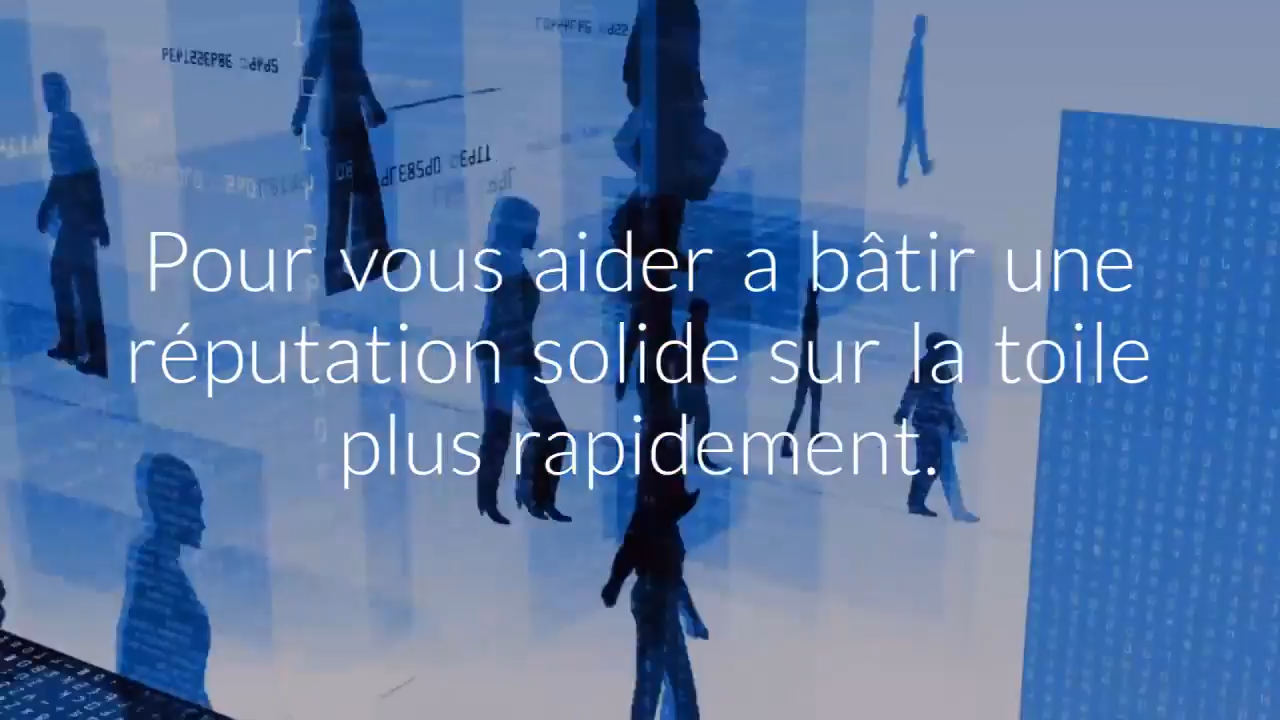 Pour vous aider a bâtir une
réputation solide sur la toile
plus rapidement.